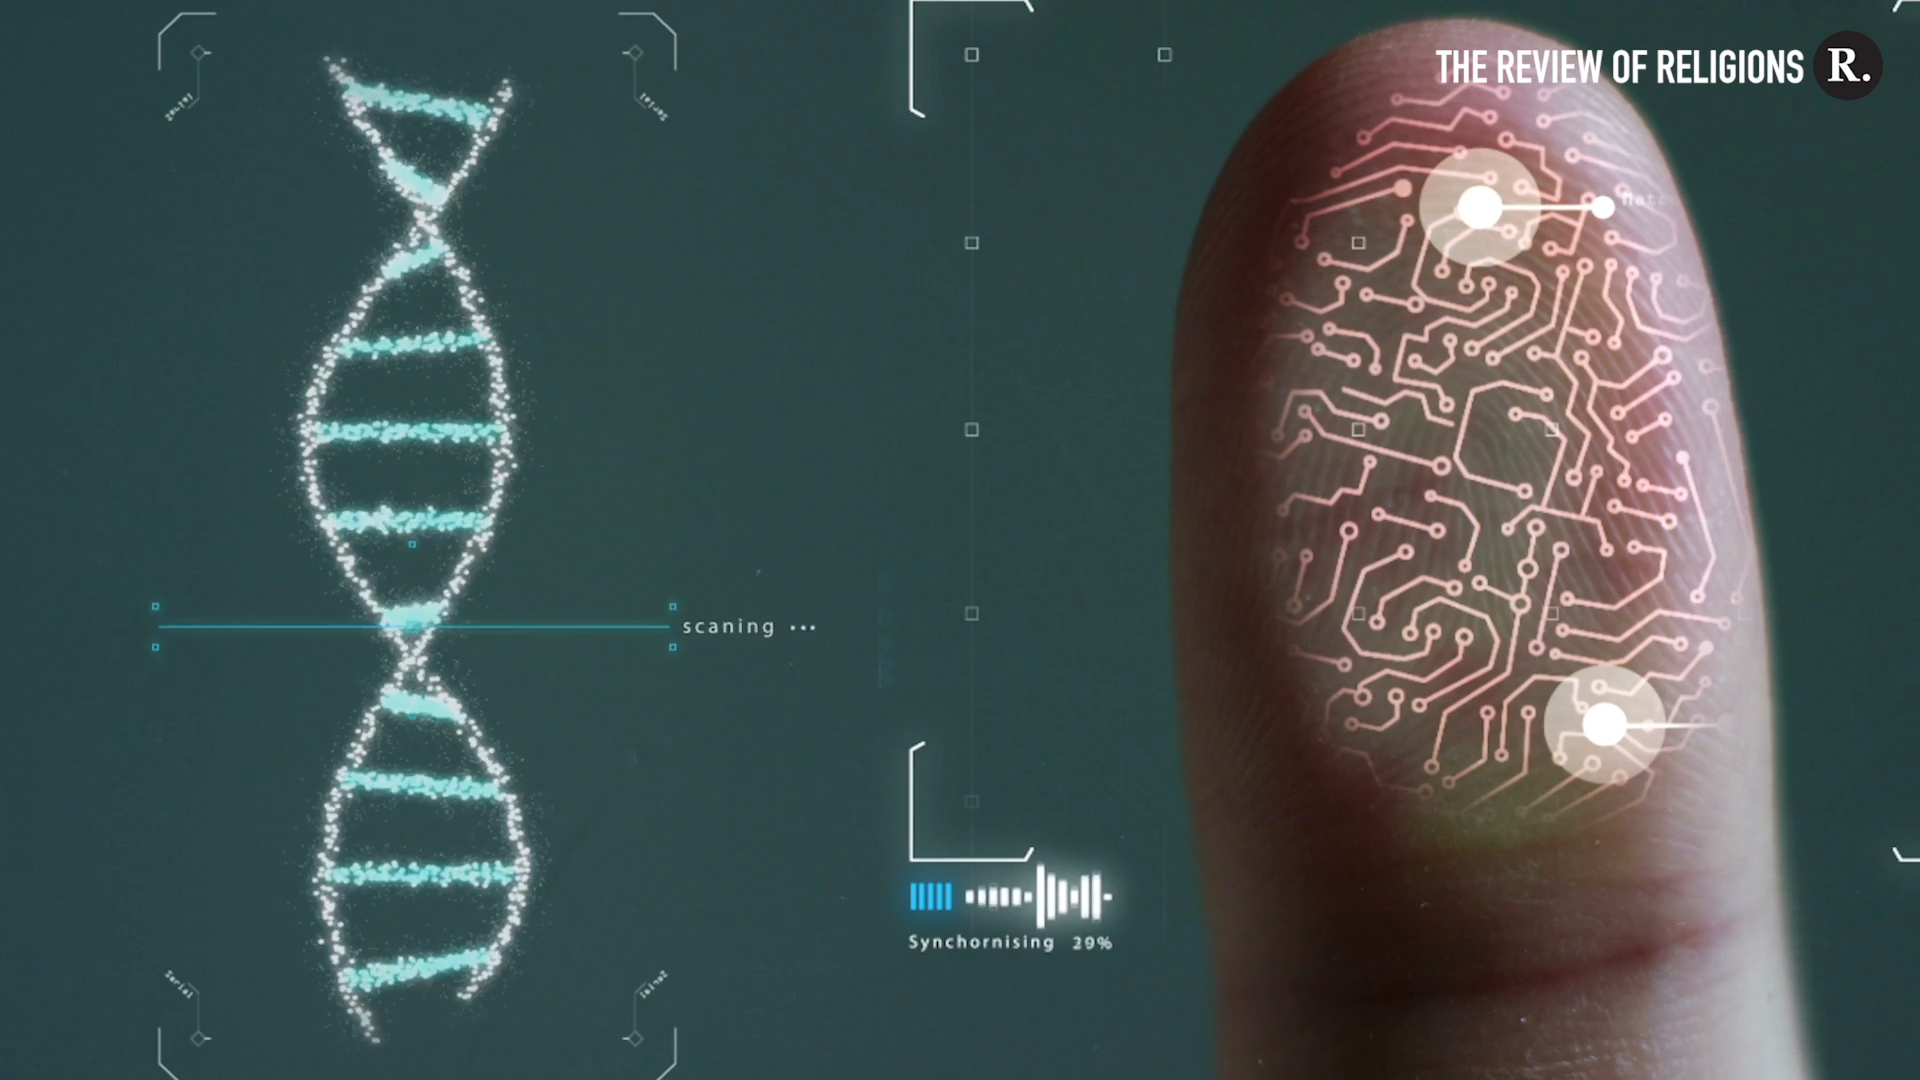 THE REVIEW OF RELIGIONS R.
scaning ...
Synchornising 29%